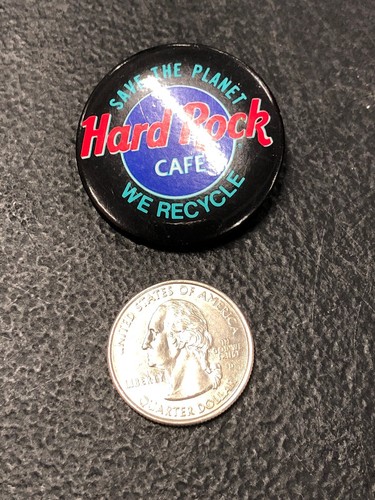 SAVE THE PLANET
Hard Rock
CAFE
WE RECYCLE
UNITED STATES OF AMERICA
LIBERTY
QUARTER DOLLAR